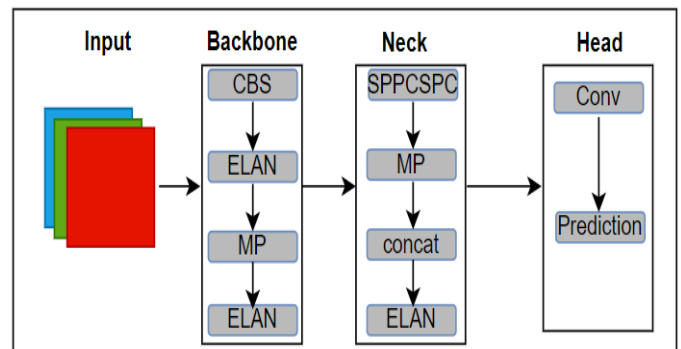 Input
Backbone
Neck
Head
CBS
ELAN
MP
ELAN
SPPCSPC
MP
concat
ELAN
Conv
Prediction